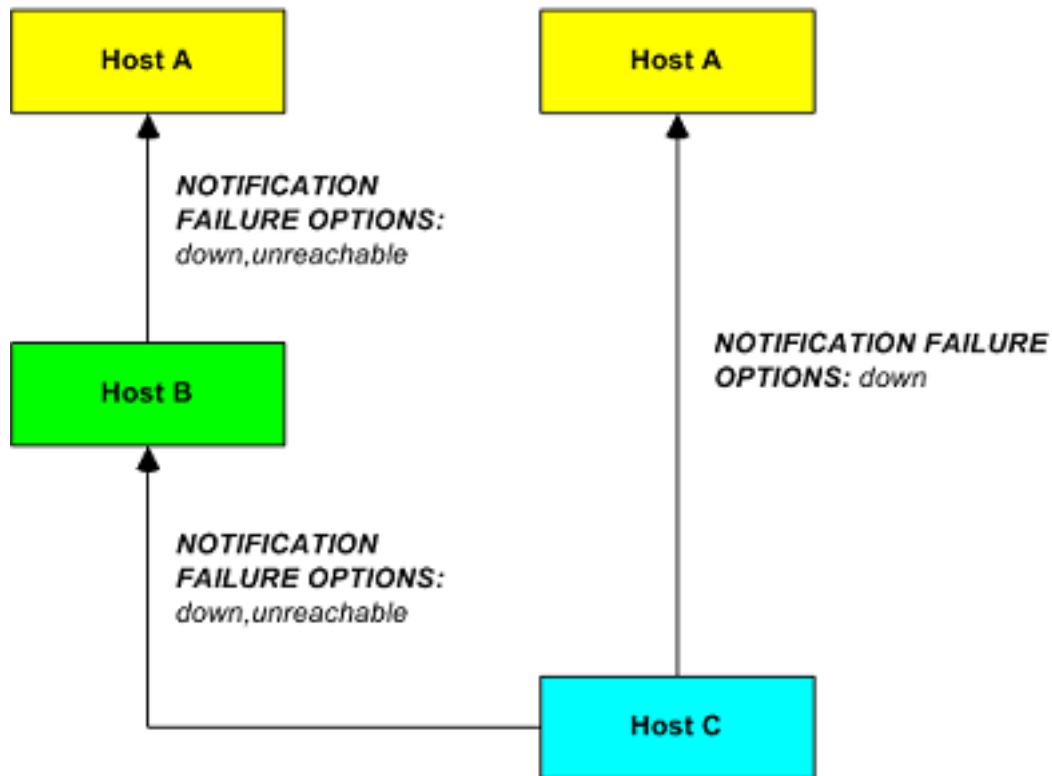 Host A
Host A
NOTIFICATION
FAILURE OPTIONS:
down,unreachable
NOTIFICATION FAILURE
OPTIONS: down
Host B
NOTIFICATION
FAILURE OPTIONS:
down,unreachable
Host C